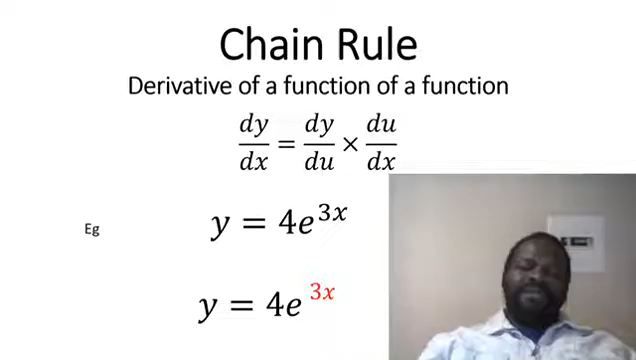 Chain Rule
Derivative of a function of a function
dy/dx = dy/du × du/dx
Eg
y = 4e^{3x}
y = 4e^{3x}